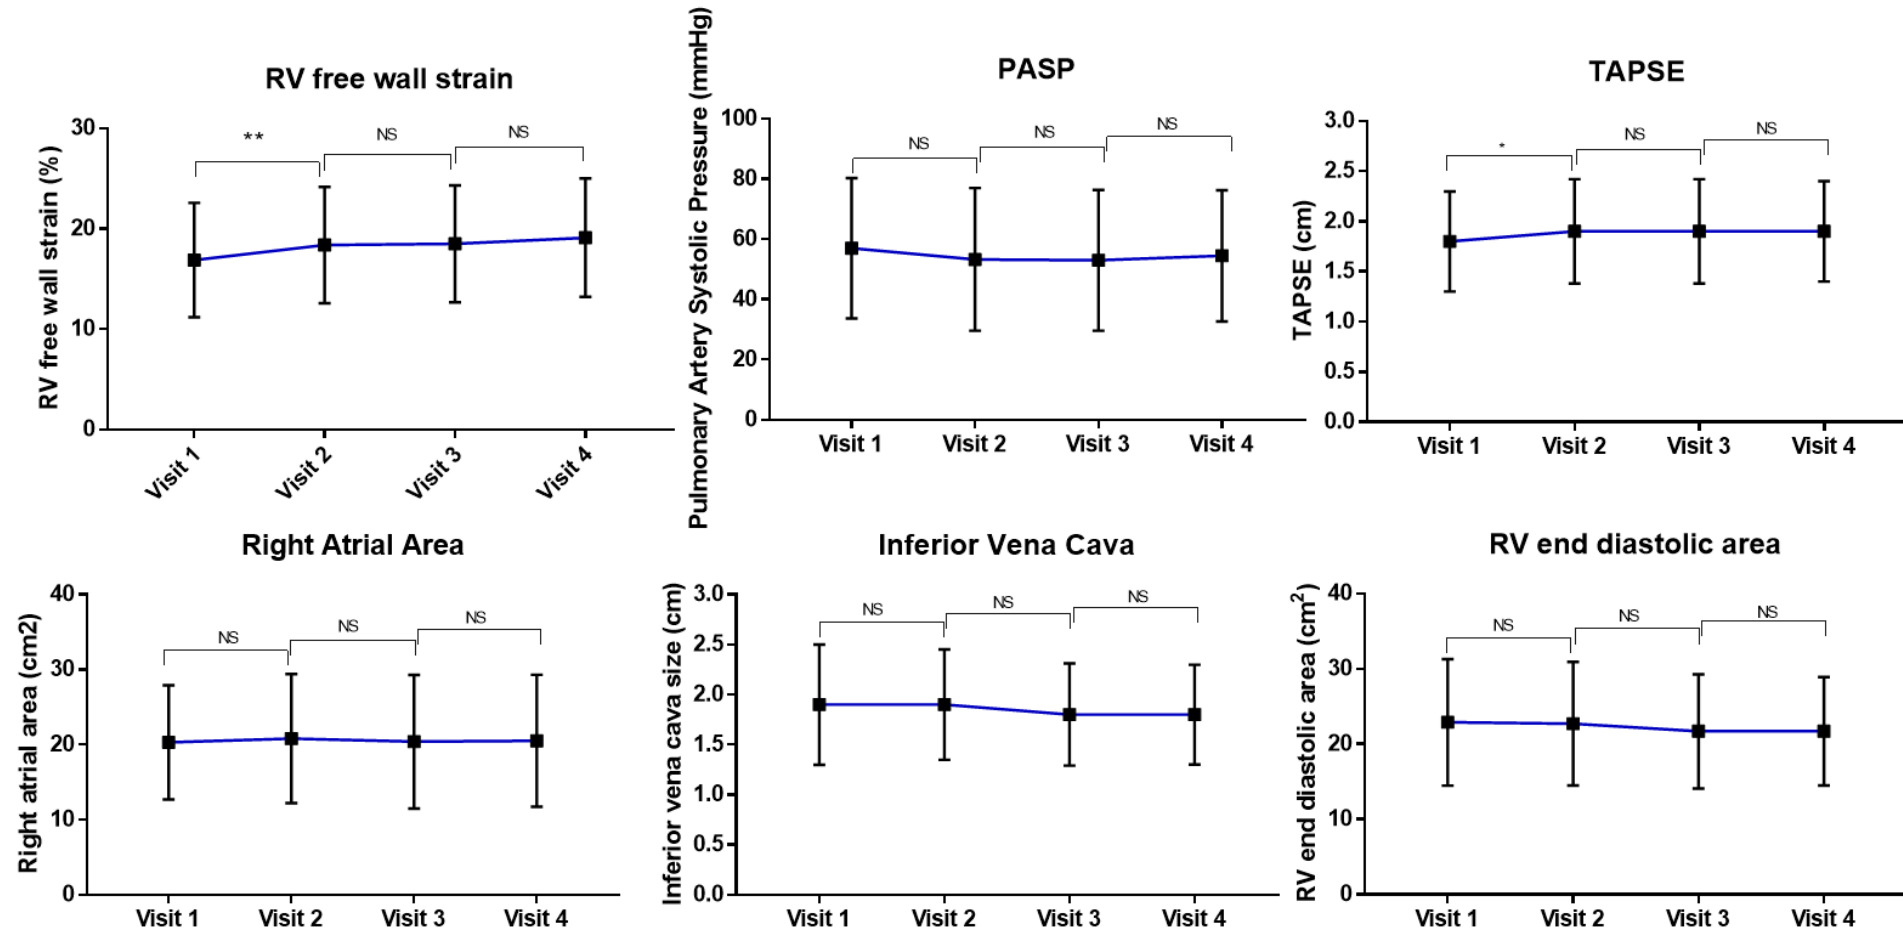 RV free wall strain
RV free wall strain (%)
30
20
10
0
**
NS
NS
Visit 1
Visit 2
Visit 3
Visit 4
PASP
Pulmonary Artery Systolic Pressure (mmHg)
100
80
60
40
20
0
NS
NS
NS
Visit 1
Visit 2
Visit 3
Visit 4
TAPSE
TAPSE (cm)
3.0
2.5
2.0
1.5
1.0
0.5
0.0
*
NS
NS
Visit 1
Visit 2
Visit 3
Visit 4
Right Atrial Area
Right atrial area (cm2)
40
30
20
10
0
NS
NS
NS
Visit 1
Visit 2
Visit 3
Visit 4
Inferior Vena Cava
Inferior vena cava size (cm)
3.0
2.5
2.0
1.5
1.0
0.5
0.0
NS
NS
NS
Visit 1
Visit 2
Visit 3
Visit 4
RV end diastolic area
RV end diastolic area (cm²)
40
30
20
10
0
NS
NS
NS
Visit 1
Visit 2
Visit 3
Visit 4